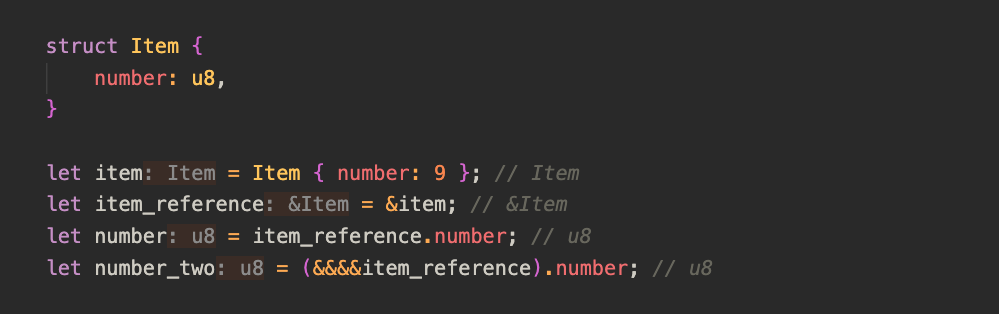 struct Item {
    number: u8,
}
let item: Item = Item { number: 9 }; // Item
let item_reference: &Item = &item; // &Item
let number: u8 = item_reference.number; // u8
let number_two: u8 = (&&&&item_reference).number; // u8